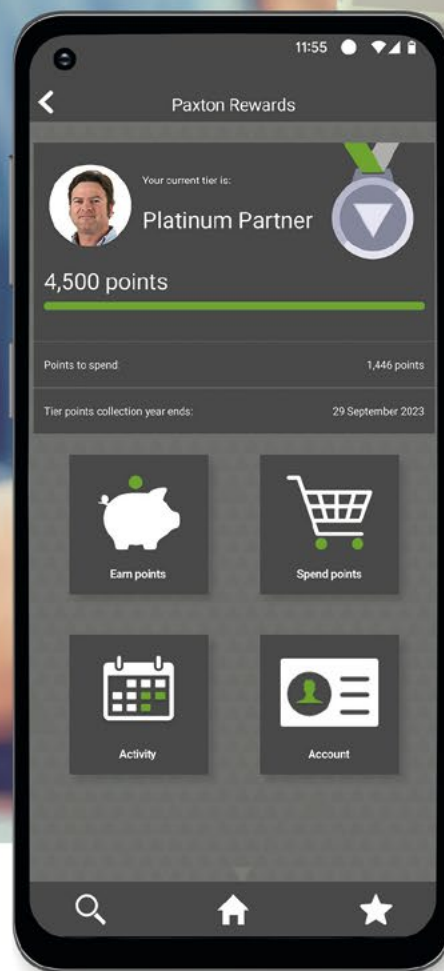 11:55
Paxton Rewards
Your current tier is:
Platinum Partner
4,500 points
Points to spend: 1,446 points
Tier points collection year ends: 29 September 2023
Earn points
Spend points
Activity
Account